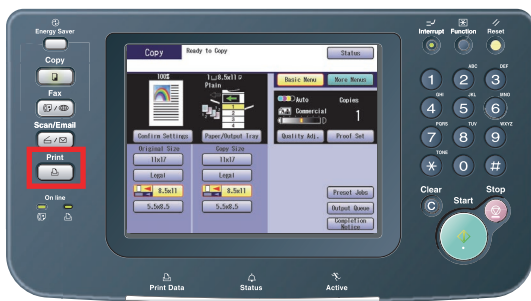 Energy Saver
Copy
Fax
Scan/Email
Print
On line
Copy
Ready to Copy
Status
100%
1 8.5x11
Plain
Confirm Settings
Paper/Output Tray
Original Size
Copy Size
11x17
11x17
Legal
Legal
8.5x11
8.5x11
5.5x8.5
5.5x8.5
Basic Menu
More Menus
Auto
Copies
Commercial
1
Quality Adj.
Proof Set
Preset Jobs
Output Queue
Completion
Notice
Interrupt
Function
Reset
1
ABC
2
DEF
3
GHI
4
JKL
5
MNO
6
PQRS
7
TUV
8
WXYZ
9
TONE
*
0
#
Clear
C
Start
Stop
Print Data
Status
Active